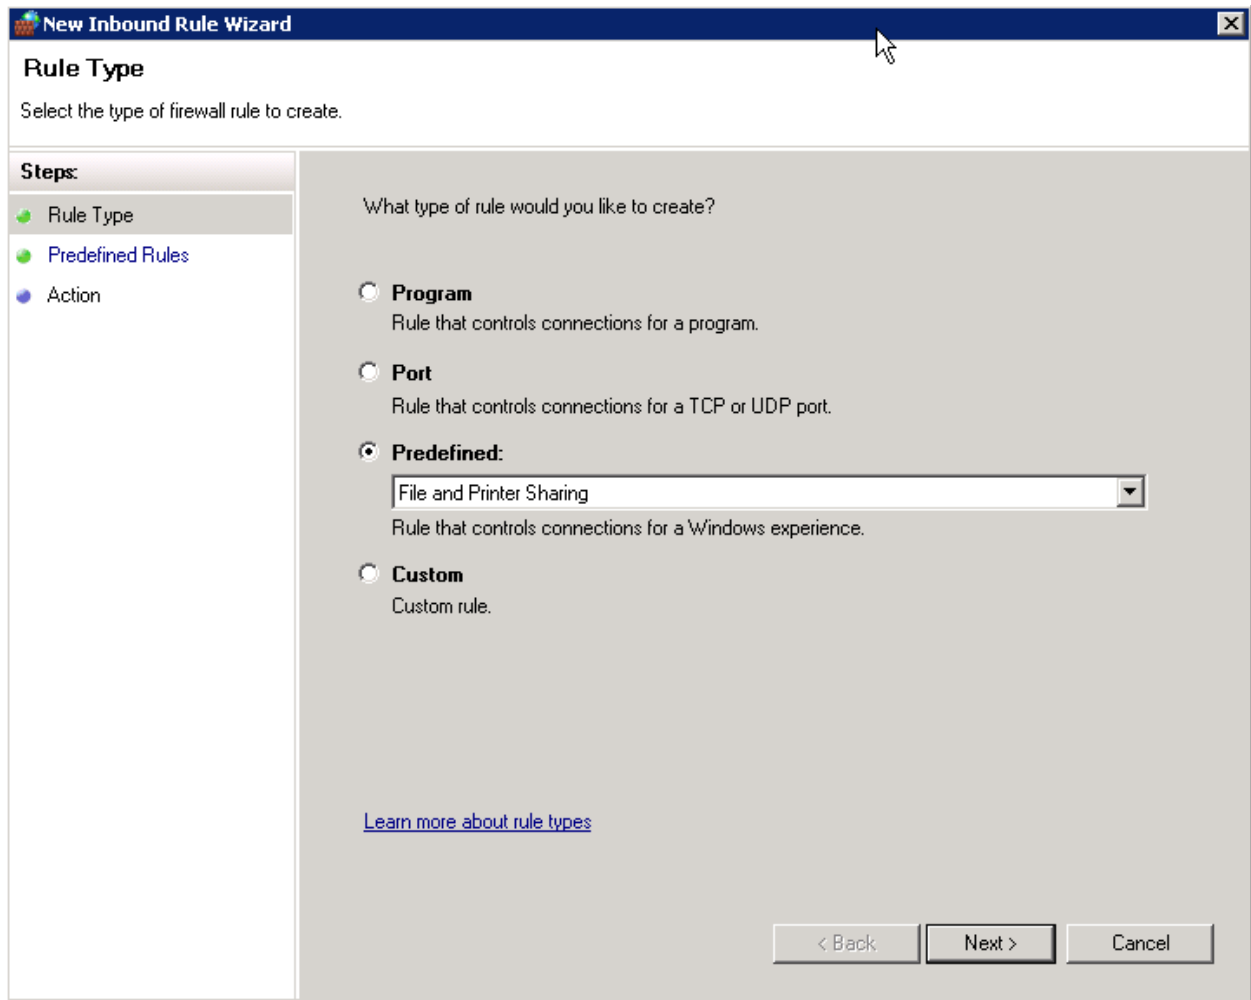 New Inbound Rule Wizard
Rule Type
Select the type of firewall rule to create.
Steps:
Rule Type
Predefined Rules
Action
What type of rule would you like to create?
Program
Rule that controls connections for a program.
Port
Rule that controls connections for a TCP or UDP port.
Predefined:
File and Printer Sharing
Rule that controls connections for a Windows experience.
Custom
Custom rule.
Learn more about rule types
< Back
Next >
Cancel